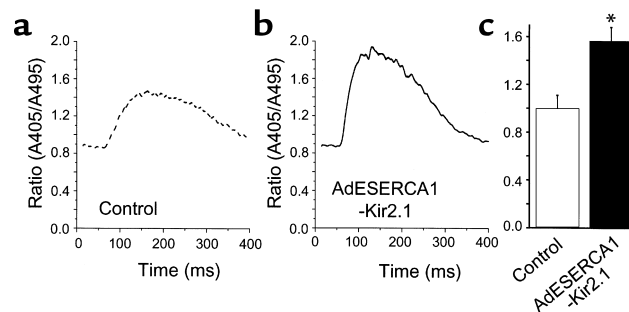 a
b
c
Ratio (A405/A495)
2.0
1.6
1.2
0.8
0.4
0.0
Control
0
100
200
300
400
Time (ms)
Ratio (A405/A495)
2.0
1.6
1.2
0.8
0.4
0.0
AdESERCA1
-Kir2.1
0
100
200
300
400
Time (ms)
*
1.6
1.2
0.8
0.4
0.0
Control
AdESERCA1
-Kir2.1